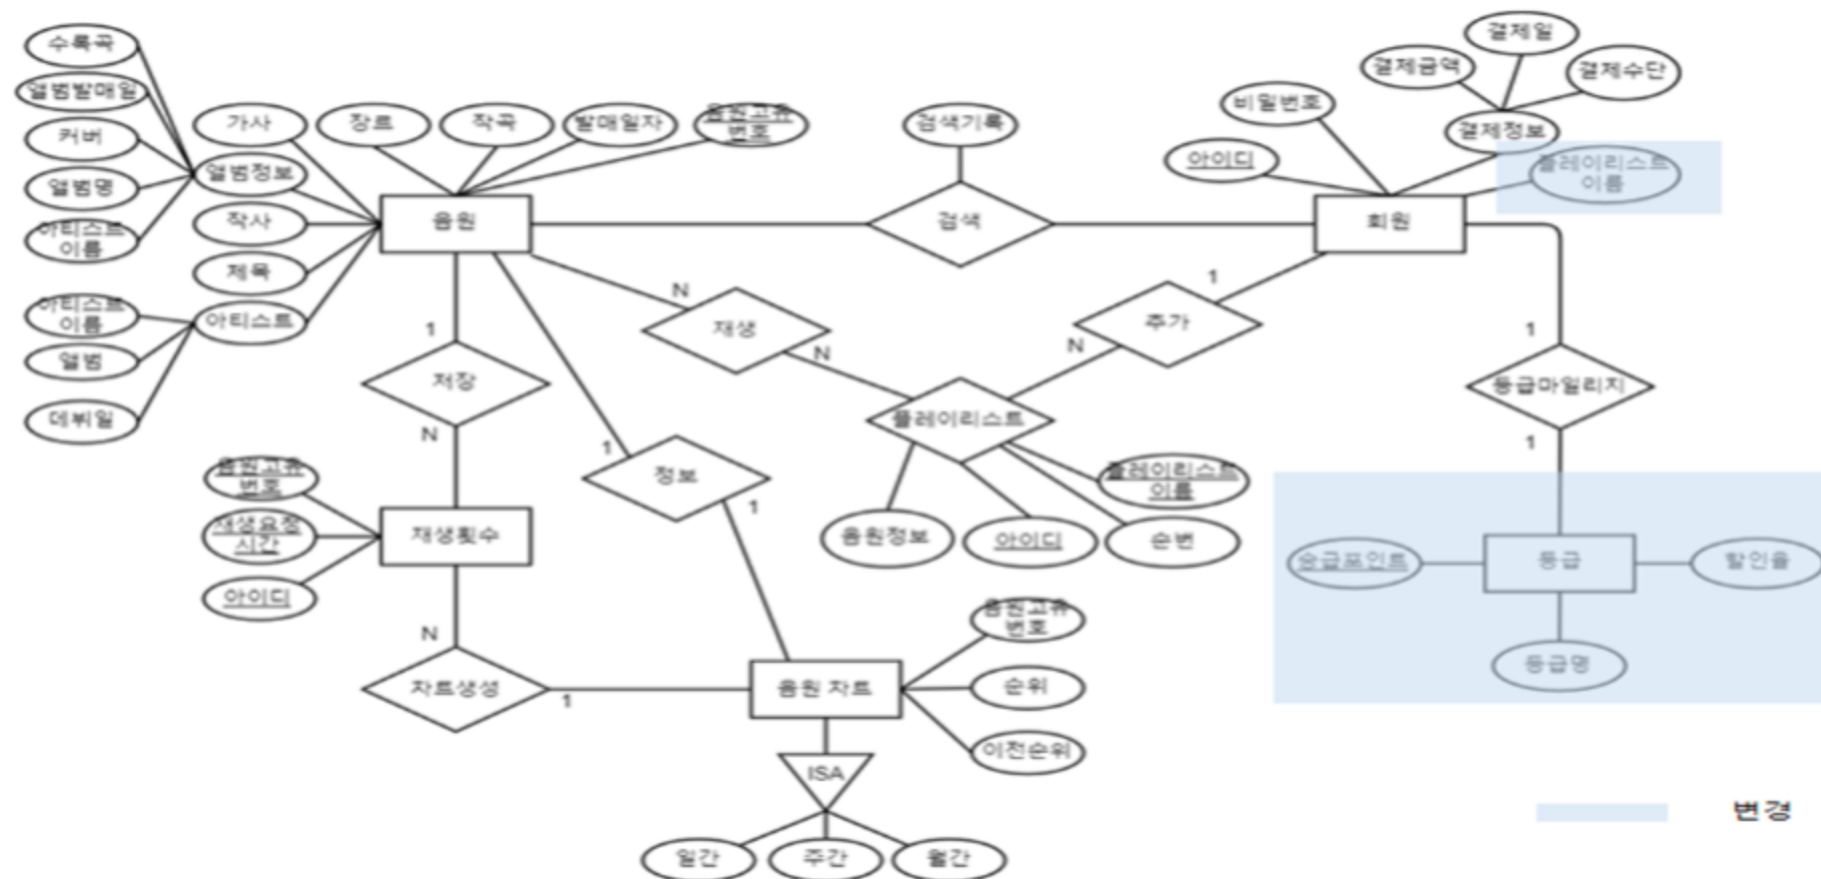 수록곡
앨범발매일
커버
앨범명
아티스트
이름
아티스트
이름
앨범
데뷔일
가사
앨범정보
작사
제목
아티스트
장르
작곡
발매일자
음원고유
번호
음원
검색기록
검색
회원
아이디
비밀번호
결제금액
결제일
결제수단
결제정보
플레이리스트
이름
N
재생
N
1
추가
N
1
저장
N
1
정보
1
플레이리스트
음원정보
아이디
순번
플레이리스트
이름
1
등급마일리지
1
음원고유
번호
재생요청
시간
아이디
재생횟수
N
차트생성
1
음원 차트
음원고유
번호
순위
이전순위
ISA
일간
주간
월간
승급포인트
등급
할인율
등급명
변경